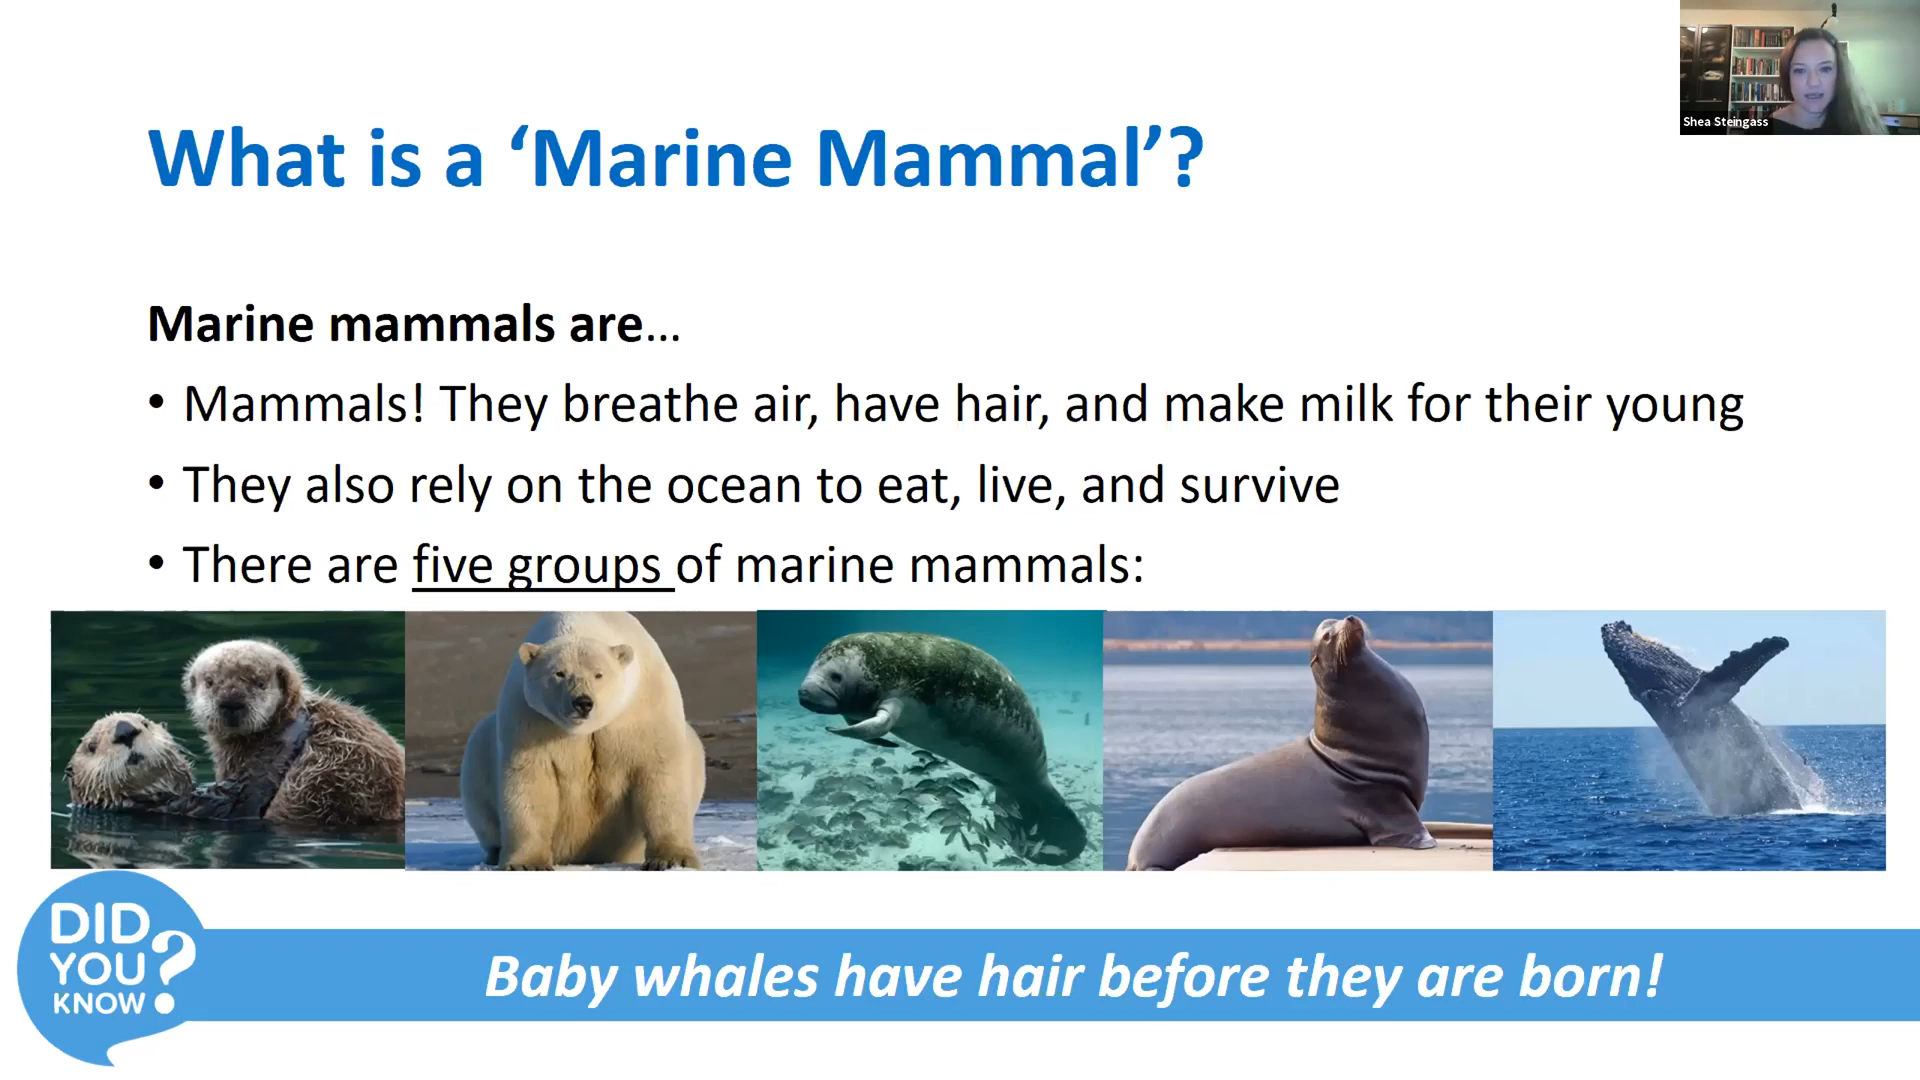 Shea Steingass
What is a ‘Marine Mammal’?
Marine mammals are...
• Mammals! They breathe air, have hair, and make milk for their young
• They also rely on the ocean to eat, live, and survive
• There are five groups of marine mammals:
DID
YOU
KNOW
?
Baby whales have hair before they are born!